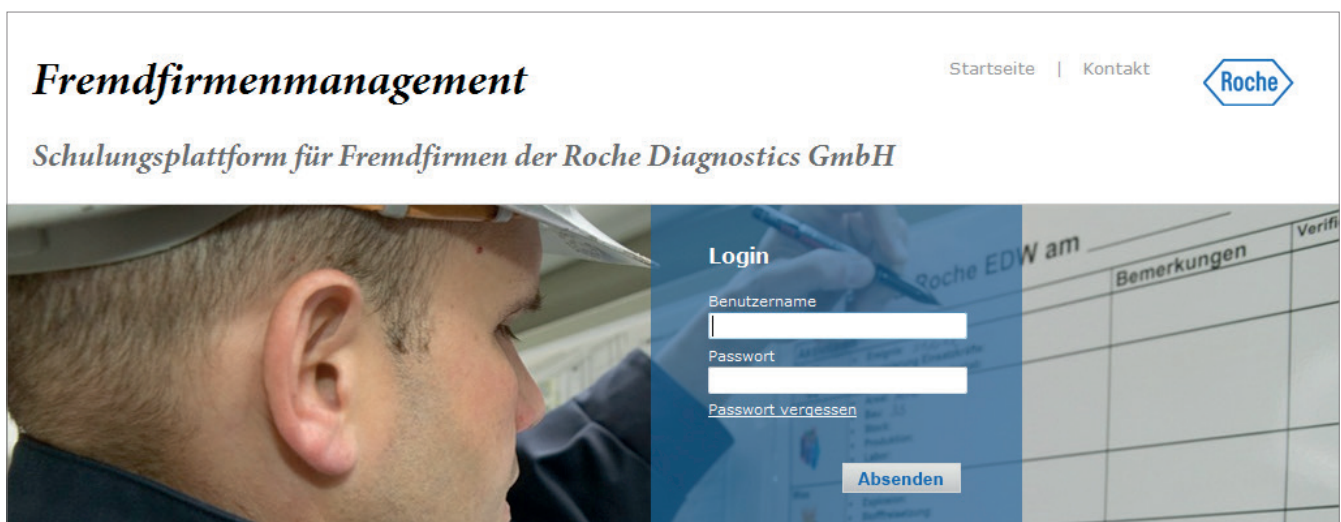 Fremdfirmenmanagement
Startseite | Kontakt
Roche
Schulungsplattform für Fremdfirmen der Roche Diagnostics GmbH
Login
Benutzername
Passwort
Passwort vergessen
Absenden
Roche EDW am
Bemerkungen